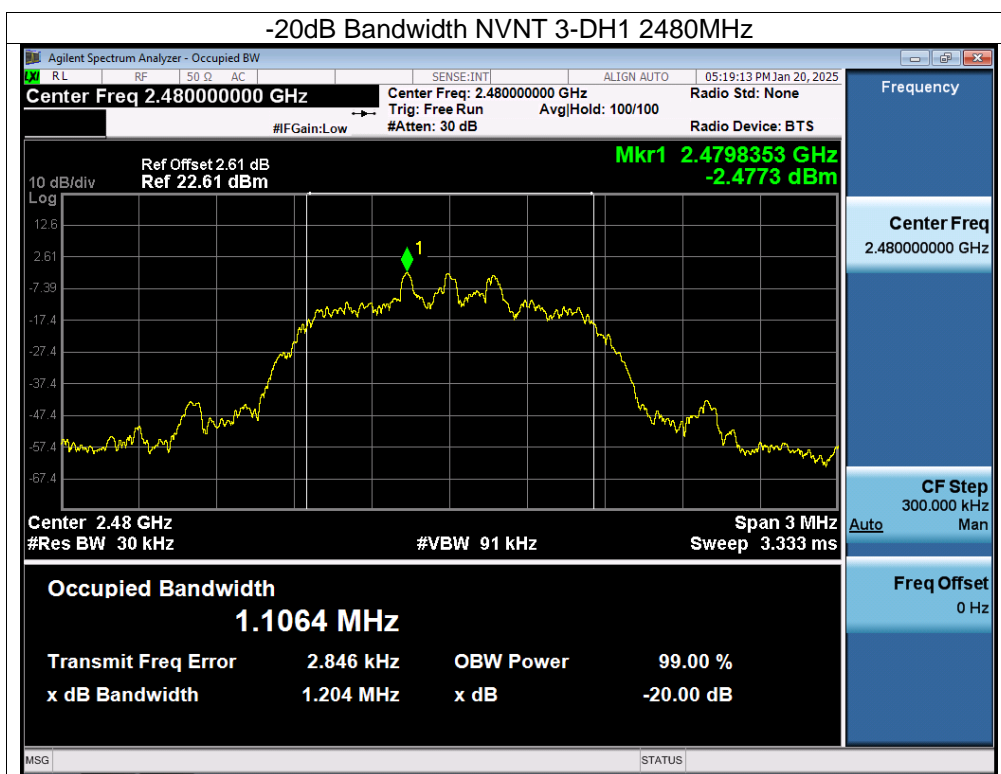 -20dB Bandwidth NVNT 3-DH1 2480MHz
Agilent Spectrum Analyzer - Occupied BW
LXI RL RF 50 Ω AC SENSE:INT ALIGN AUTO 05:19:13 PM Jan 20, 2025
Center Freq 2.480000000 GHz Center Freq: 2.480000000 GHz Radio Std: None Frequency
Trig: Free Run Avg|Hold: 100/100
#IFGain:Low #Atten: 30 dB Radio Device: BTS
Mkr1 2.4798353 GHz
Ref Offset 2.61 dB -2.4773 dBm
10 dB/div Ref 22.61 dBm
Log
12.6
2.61
-7.39
-17.4
-27.4
-37.4
-47.4
-57.4
-67.4
1
Center 2.48 GHz Span 3 MHz
#Res BW 30 kHz #VBW 91 kHz Sweep 3.333 ms
Center Freq
2.480000000 GHz
CF Step
300.000 kHz
Auto Man
Freq Offset
0 Hz
Occupied Bandwidth
1.1064 MHz
Transmit Freq Error 2.846 kHz OBW Power 99.00 %
x dB Bandwidth 1.204 MHz x dB -20.00 dB
MSG STATUS